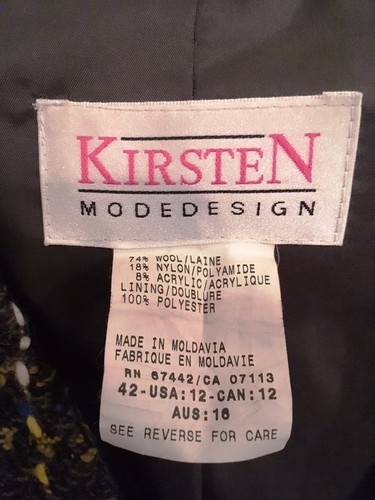 KIRSTEN
MODEDESIGN
74% WOOL/LAINE
18% NYLON/POLYAMIDE
8% ACRYLIC/ACRYLIQUE
LINING/DOUBLURE
100% POLYESTER
MADE IN MOLDAVIA
FABRIQUE EN MOLDAVIE
RN 67442/CA 07113
42-USA:12-CAN:12
AUS:16
SEE REVERSE FOR CARE